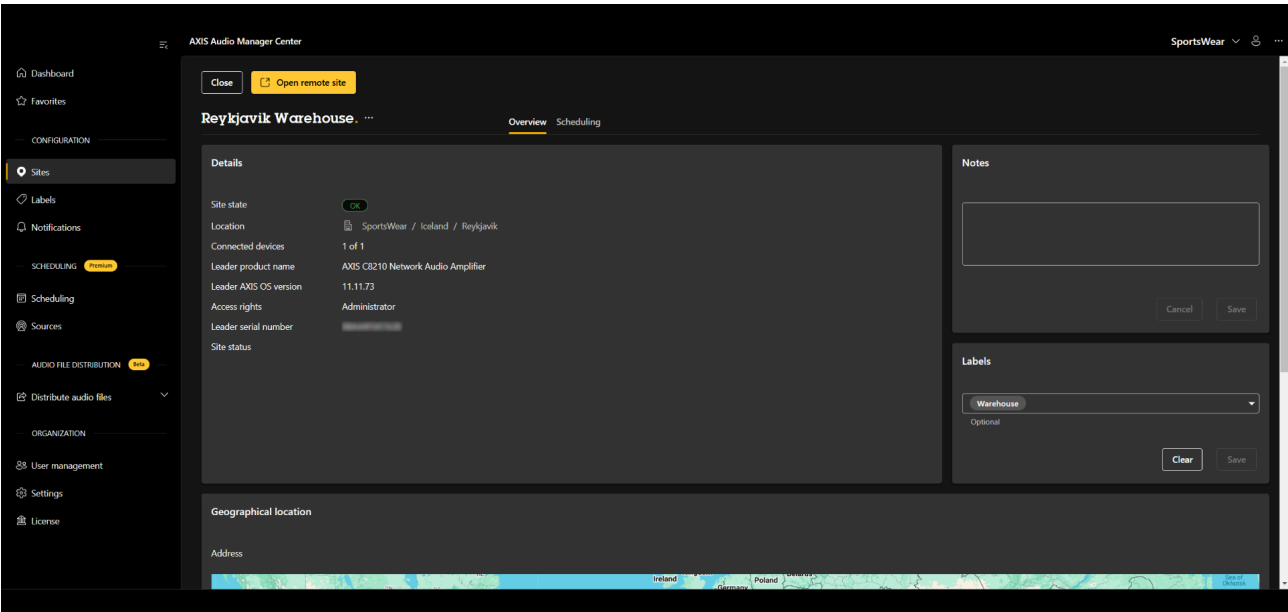 AXIS Audio Manager Center
SportsWear
Dashboard
Favorites
CONFIGURATION
Sites
Labels
Notifications
SCHEDULING Premium
Scheduling
Sources
AUDIO FILE DISTRIBUTION Beta
Distribute audio files
ORGANIZATION
User management
Settings
License
Close
Open remote site
Reykjavik Warehouse. ...
Overview Scheduling
Details
Site state OK
Location SportsWear / Iceland / Reykjavik
Connected devices 1 of 1
Leader product name AXIS C8210 Network Audio Amplifier
Leader AXIS OS version 11.11.73
Access rights Administrator
Leader serial number
Site status
Notes
Cancel Save
Labels
Warehouse
Optional
Clear Save
Geographical location
Address
Ireland
Poland
Germany
Sea of
Okhotsk